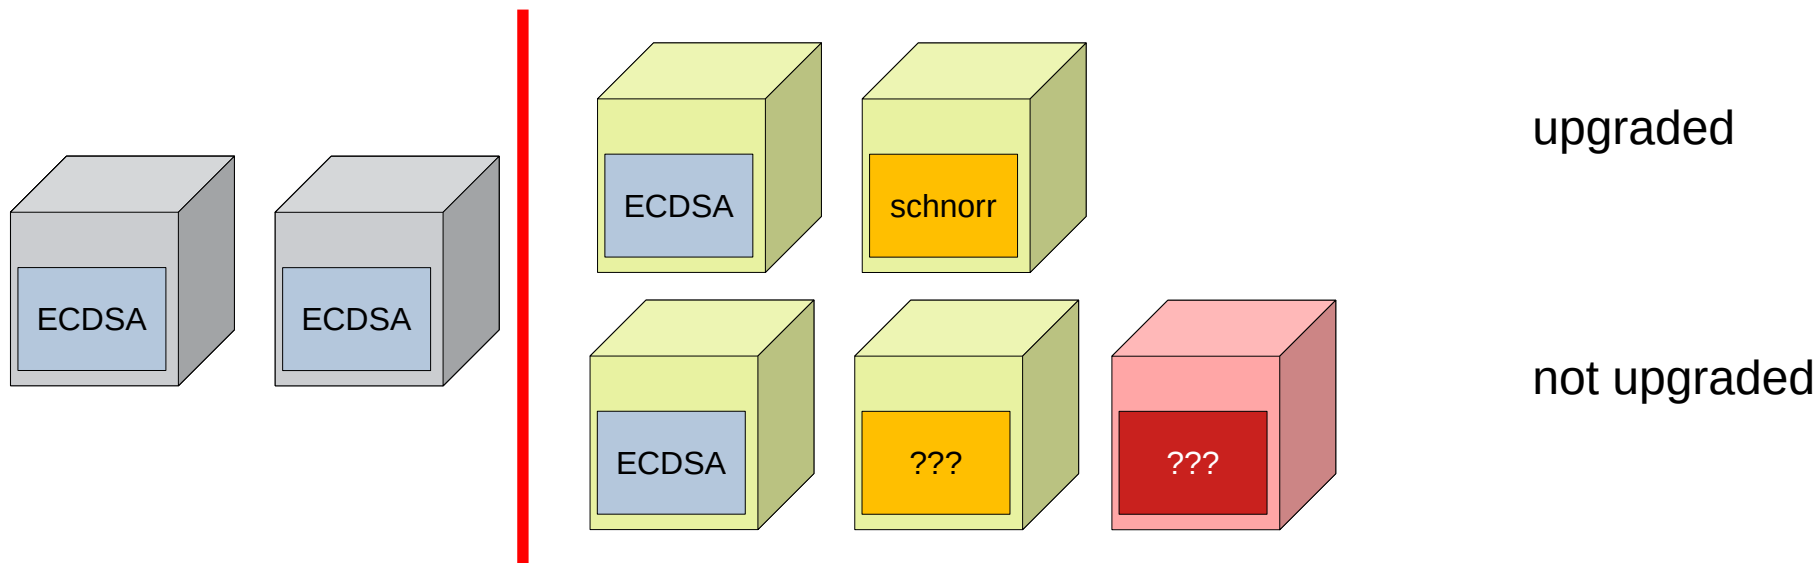 ECDSA
ECDSA
ECDSA
schnorr
upgraded
ECDSA
???
???
not upgraded